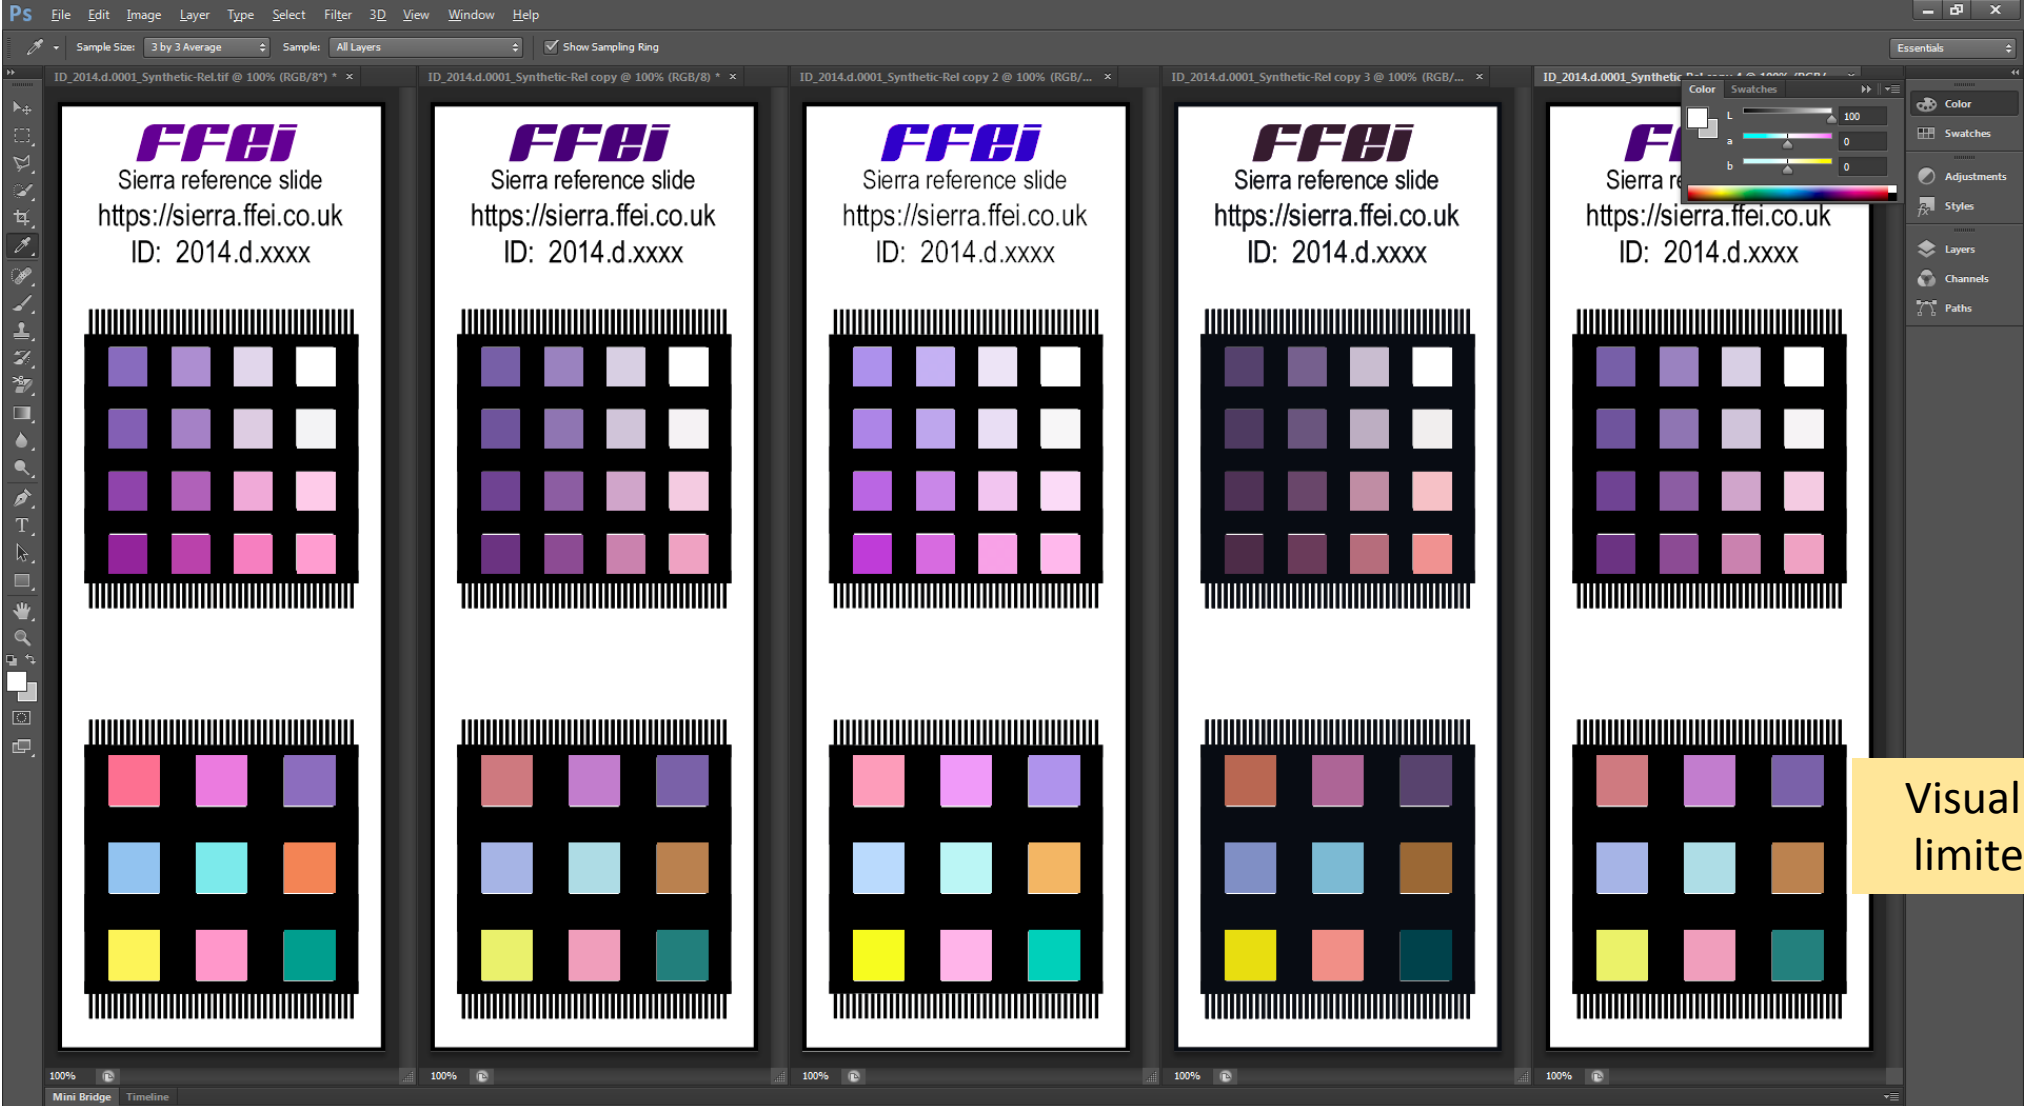 Ps File Edit Image Layer Type Select Filter 3D View Window Help
Sample Size: 3 by 3 Average Sample: All Layers Show Sampling Ring Essentials
ID_2014.d.0001_Synthetic-Rel.tif @ 100% (RGB/8*) * ×
ID_2014.d.0001_Synthetic-Rel copy @ 100% (RGB/8) * ×
ID_2014.d.0001_Synthetic-Rel copy 2 @ 100% (RGB/... ×
ID_2014.d.0001_Synthetic-Rel copy 3 @ 100% (RGB/... ×
ID_2014.d.0001_Synthetic
Color Swatches
L 100
a 0
b 0
Color
Swatches
Adjustments
Styles
Layers
Channels
Paths
FFEi
Sierra reference slide
https://sierra.ffei.co.uk
ID: 2014.d.xxxx
FFEi
Sierra reference slide
https://sierra.ffei.co.uk
ID: 2014.d.xxxx
FFEi
Sierra reference slide
https://sierra.ffei.co.uk
ID: 2014.d.xxxx
FFEi
Sierra reference slide
https://sierra.ffei.co.uk
ID: 2014.d.xxxx
F
Sierra re
https://sierra.ffei.co.uk
ID: 2014.d.xxxx
Visual
limite
100%
100%
100%
100%
100%
Mini Bridge Timeline